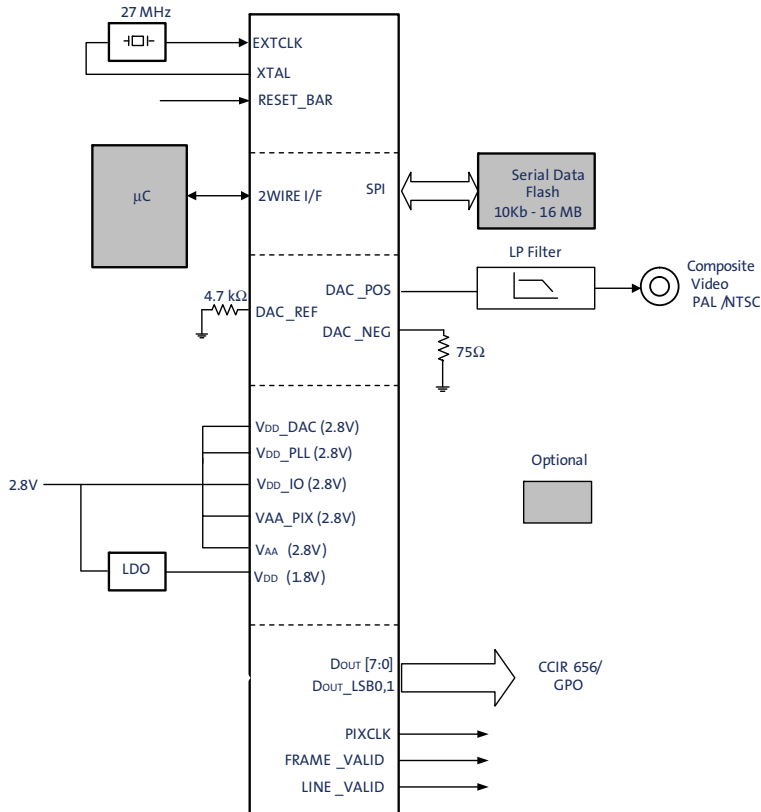 27 MHz
EXTCLK
XTAL
RESET_BAR
µC
2WIRE I/F
SPI
Serial Data
Flash
10Kb - 16 MB
LP Filter
4.7 kΩ
DAC_REF
DAC _POS
DAC _NEG
75Ω
Composite
Video
PAL /NTSC
VDD_DAC (2.8V)
VDD_PLL (2.8V)
2.8V
VDD_IO (2.8V)
VAA_PIX (2.8V)
VAA (2.8V)
LDO
VDD (1.8V)
Optional
DOUT [7:0]
DOUT_LSB0,1
CCIR 656/
GPO
PIXCLK
FRAME _VALID
LINE _VALID